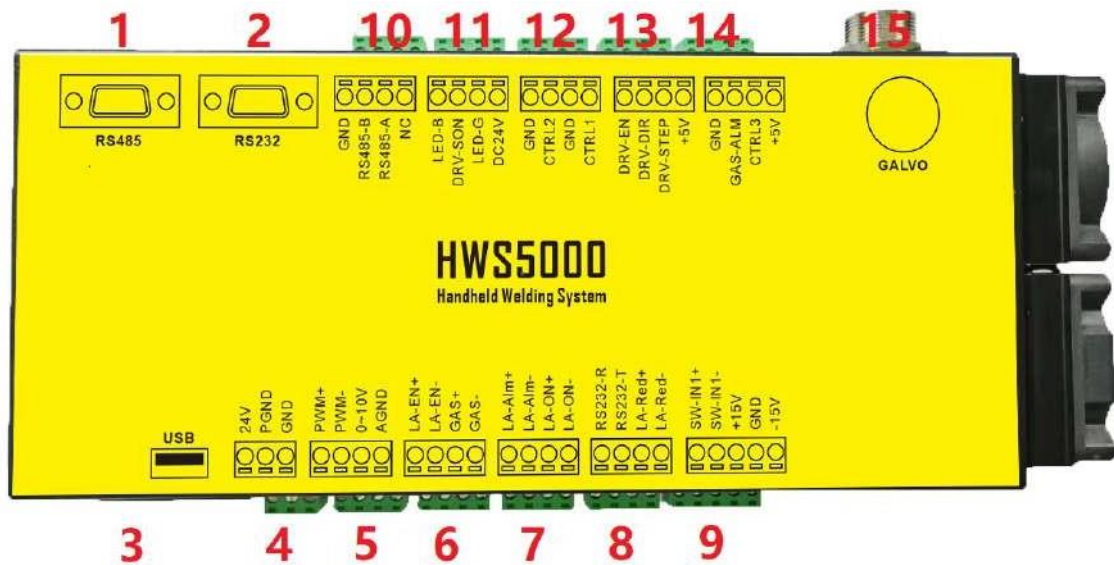 1 2 10 11 12 13 14 15
RS485
RS232
GND
RS485-B
RS485-A
NC
LED-B
DRV-SON
LED-G
DC24V
GND
CTRL2
GND
CTRL1
DRV-EN
DRV-DIR
DRV-STEP
+5V
GND
GAS-ALM
CTRL3
+5V
GALVO
HWS5000
Handheld Welding System
USB
24V
PGND
GND
PWM+
PWM-
0~10V
AGND
LA-EN+
LA-EN-
GAS+
GAS-
LA-Alm+
LA-Alm-
LA-ON+
LA-ON-
RS232-R
RS232-T
LA-Red+
LA-Red-
SW-IN1+
SW-IN1-
+15V
GND
-15V
3 4 5 6 7 8 9